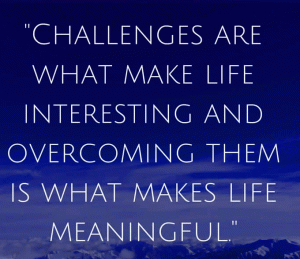 "Challenges are
what make life
interesting and
overcoming them
is what makes life
meaningful."